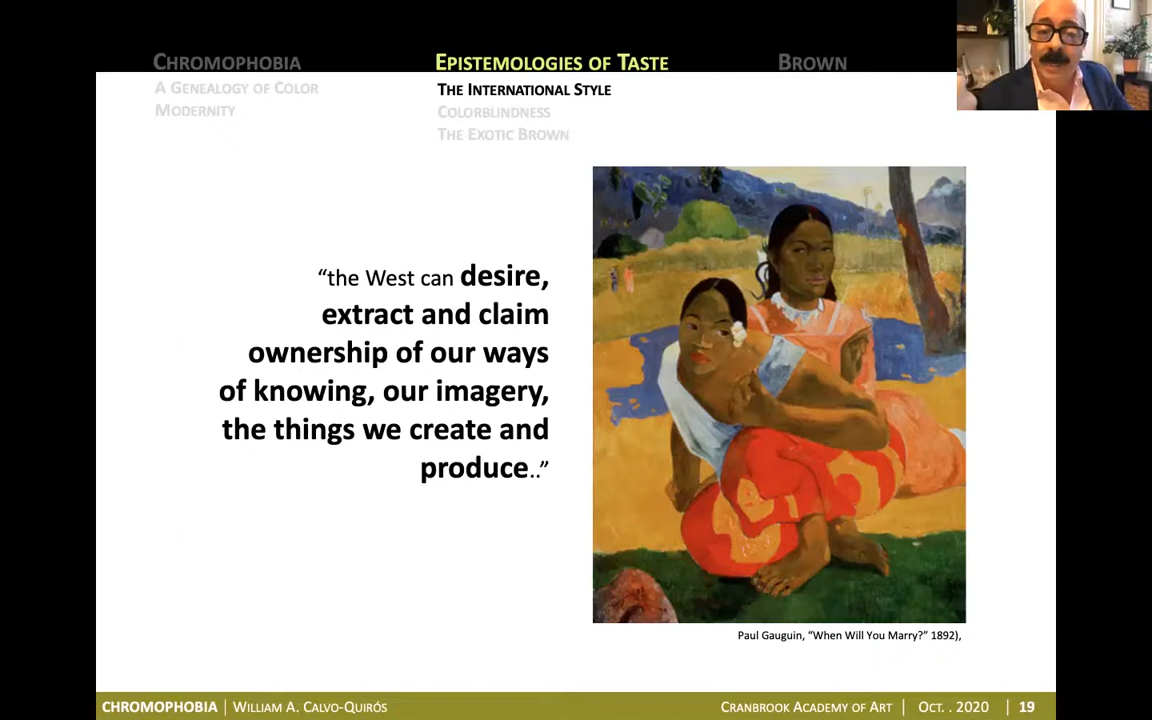 CHROMOPHOBIA
A GENEALOGY OF COLOR
MODERNITY
EPISTEMOLOGIES OF TASTE
THE INTERNATIONAL STYLE
COLORBLINDNESS
THE EXOTIC BROWN
BROWN
“the West can desire,
extract and claim
ownership of our ways
of knowing, our imagery,
the things we create and
produce..”
Paul Gauguin, “When Will You Marry?” 1892),
CHROMOPHOBIA | WILLIAM A. CALVO-QUIRÓS
CRANBROOK ACADEMY OF ART | OCT. . 2020 | 19